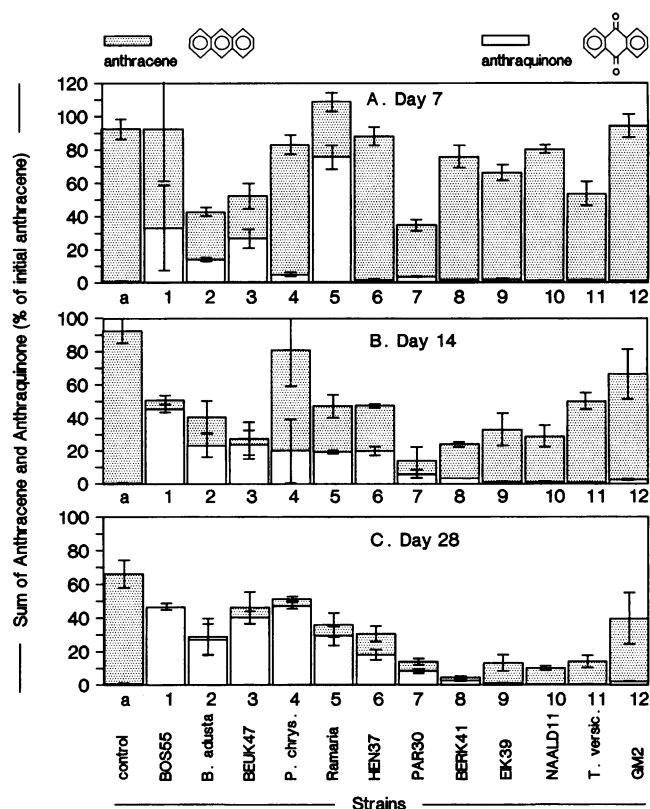 O
O
anthracene
anthraquinone
Sum of Anthracene and Anthraquinone (% of initial anthracene)
A. Day 7
120
100
80
60
40
20
0
a 1 2 3 4 5 6 7 8 9 10 11 12
B. Day 14
100
80
60
40
20
0
a 1 2 3 4 5 6 7 8 9 10 11 12
C. Day 28
100
80
60
40
20
0
a 1 2 3 4 5 6 7 8 9 10 11 12
control
BOS55
B. adusta
BEUK47
P. chrys.
Ramaria
HEN37
PAR30
BERK41
EIK39
NAALD11
T. versic.
GM2
Strains